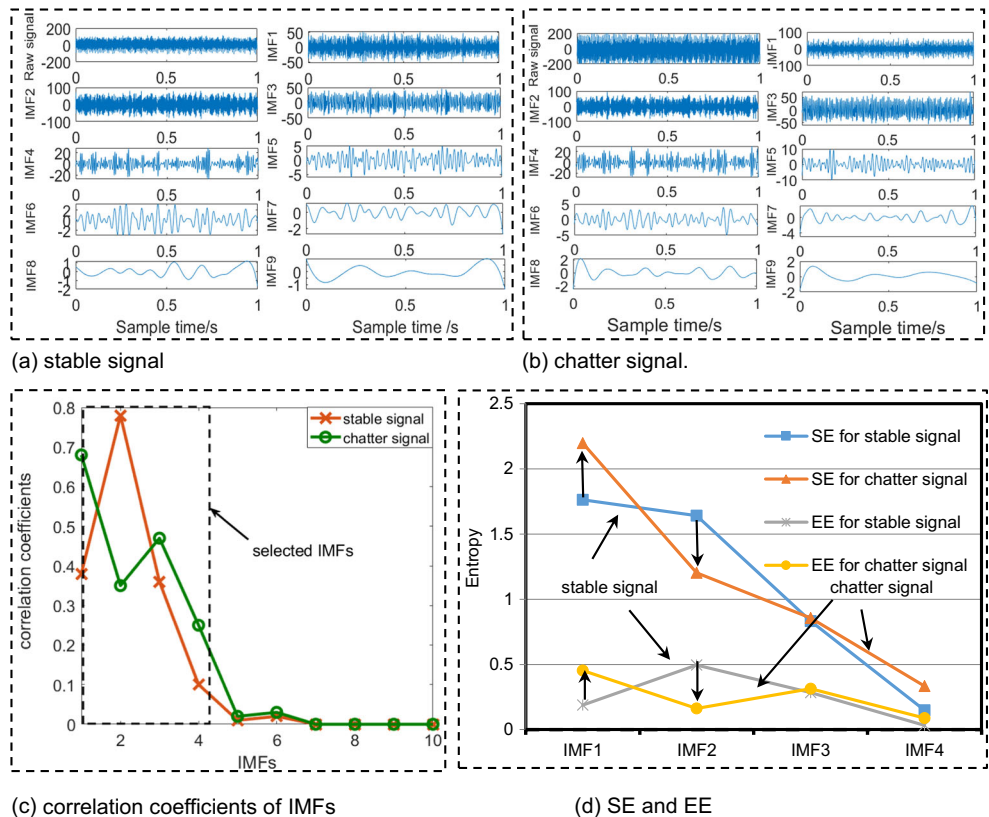 Raw signal
200
0
-200
0 0.5 1
IMF1
50
0
-50
0 0.5 1
IMF2
100
0
-100
0 0.5 1
IMF3
50
0
-50
0 0.5 1
IMF4
20
0
-20
0 0.5 1
IMF5
5
0
-5
0 0.5 1
IMF6
2
0
-2
0 0.5 1
IMF7
0
-2
0 0.5 1
IMF8
1
0
-2
0 0.5 1
Sample time/s
IMF9
0
-2
0 0.5 1
Sample time /s
(a) stable signal
Raw signal
200
0
-200
0 0.5 1
IMF1
100
0
-100
0 0.5 1
IMF2
100
0
-100
0 0.5 1
IMF3
50
0
-50
0 0.5 1
IMF4
20
0
-20
0 0.5 1
IMF5
10
0
-10
0 0.5 1
IMF6
5
0
-5
0 0.5 1
IMF7
0
-4
0 0.5 1
IMF8
2
0
-2
0 0.5 1
Sample time/s
IMF9
2
0
-2
0 0.5 1
Sample time/s
(b) chatter signal.
correlation coefficients
0.8
0.7
0.6
0.5
0.4
0.3
0.2
0.1
0
2 4 6 8 10
IMFs
stable signal
chatter signal
selected IMFs
(c) correlation coefficients of IMFs
Entropy
2.5
2
1.5
1
0.5
0
IMF1 IMF2 IMF3 IMF4
SE for stable signal
SE for chatter signal
EE for stable signal
EE for chatter signal
stable signal
chatter signal
(d) SE and EE